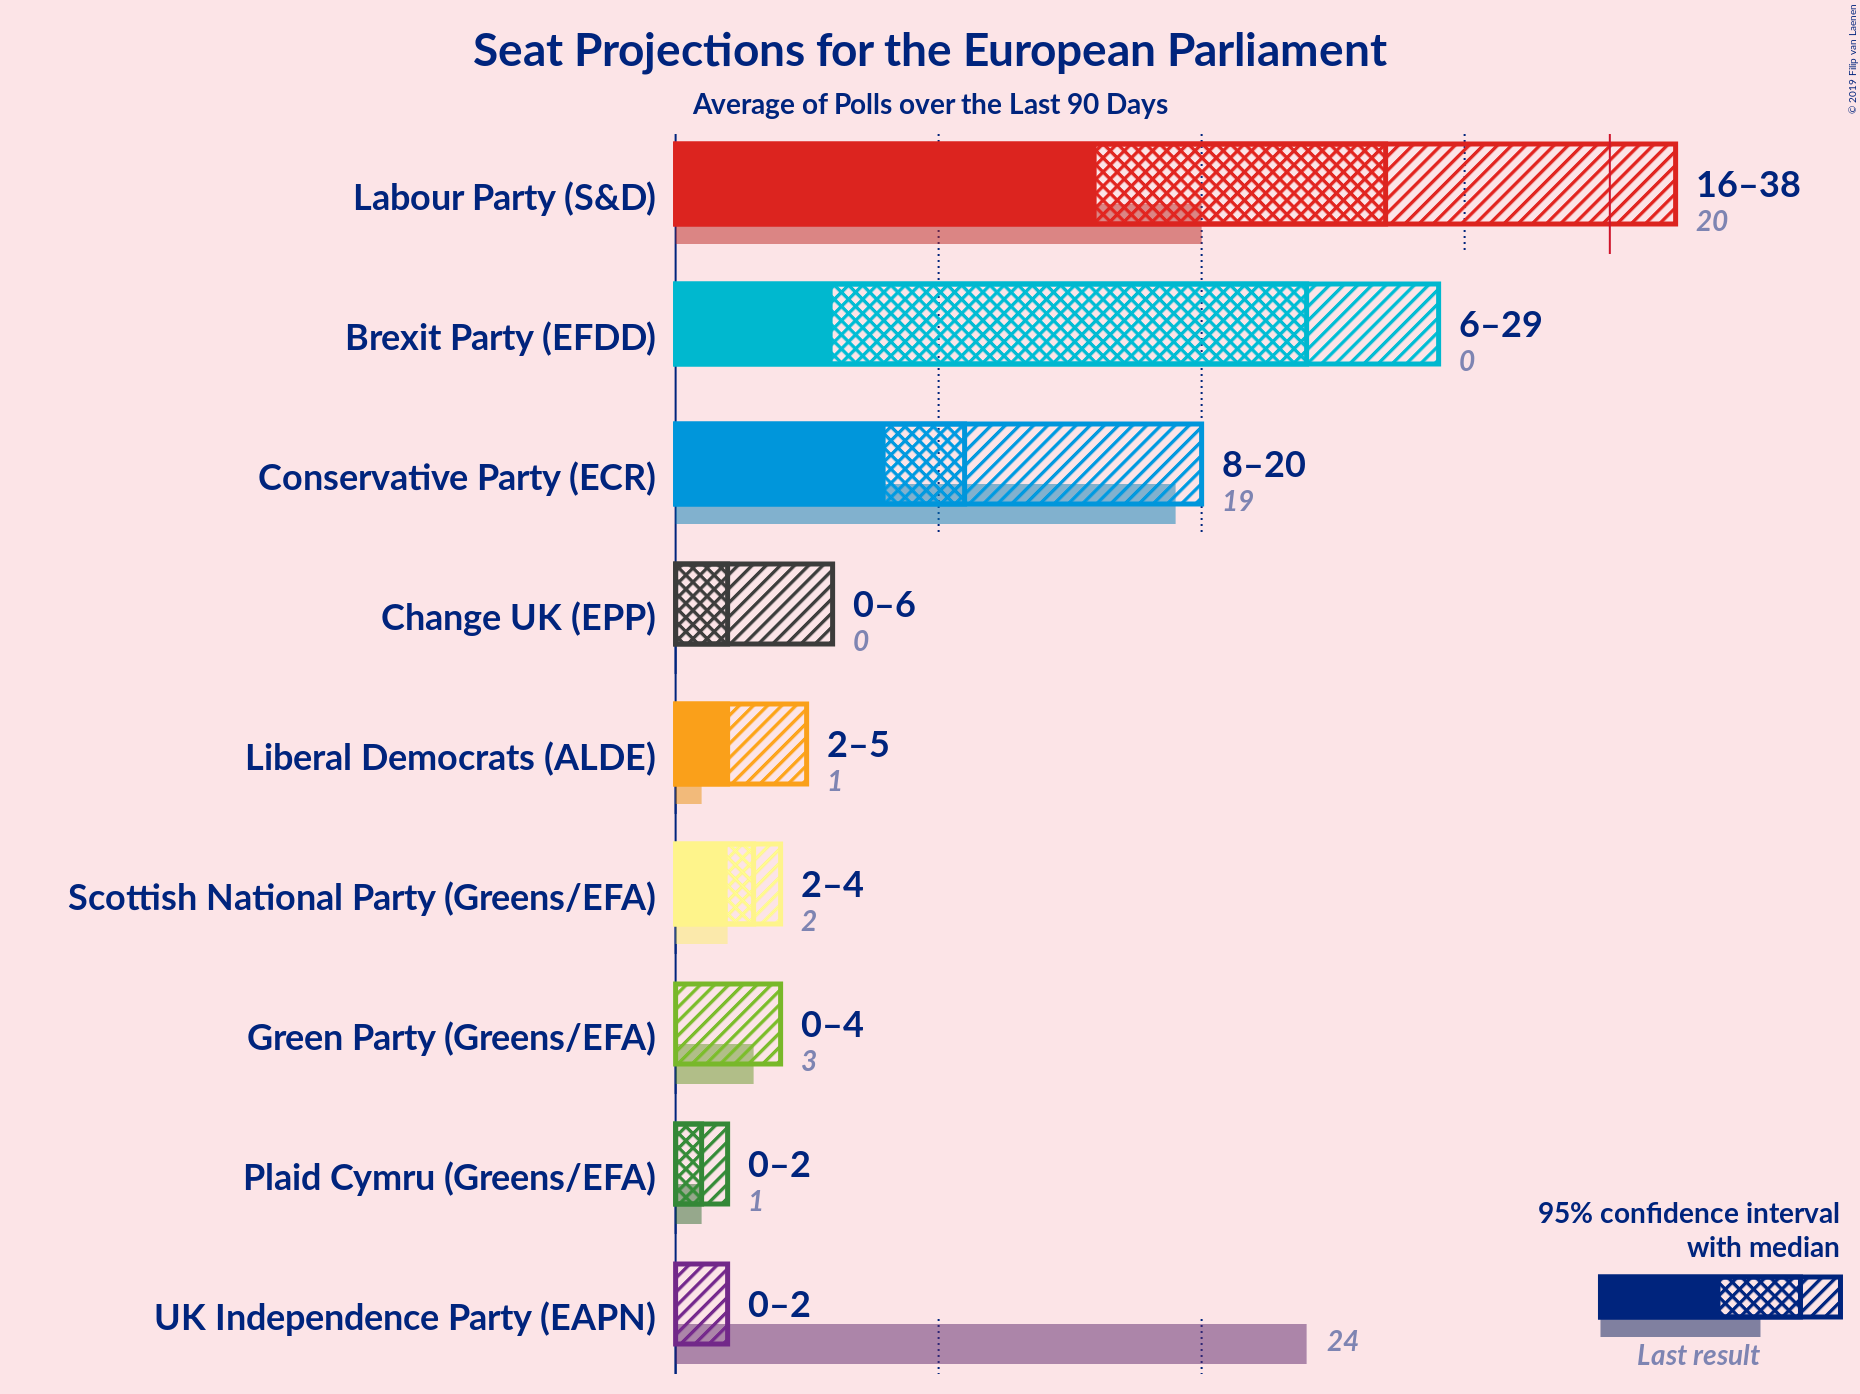 Seat Projections for the European Parliament
Average of Polls over the Last 90 Days
© 2019 Filip van Laenen
Labour Party (S&D)
16–38
20
Brexit Party (EFDD)
6–29
0
Conservative Party (ECR)
8–20
19
Change UK (EPP)
0–6
0
Liberal Democrats (ALDE)
2–5
1
Scottish National Party (Greens/EFA)
2–4
2
Green Party (Greens/EFA)
0–4
3
Plaid Cymru (Greens/EFA)
0–2
1
UK Independence Party (EAPN)
0–2
24
95% confidence interval
with median
Last result